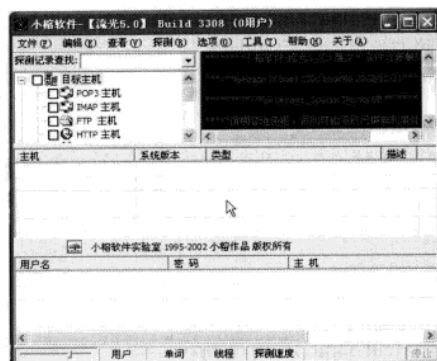 小榕软件-【流光5.0】 Build 3308 (0用户)
文件(F) 编辑(E) 查看(V) 探测(R) 选项(O) 工具(T) 帮助(H) 关于(A)
探测记录查找:
目标主机
POP3 主机
IMAP 主机
FTP 主机
HTTP 主机
主机 系统版本 类型 描述
小榕软件实验室 1995-2002 小榕作品 版权所有
用户名 密码 主机
用户 单词 线程 探测速度 停止